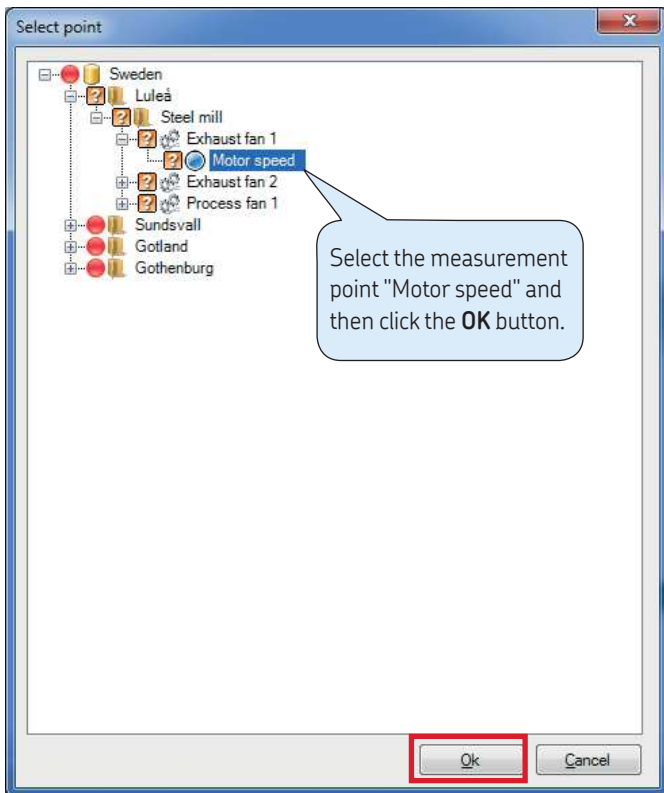 Select point
Sweden
Luleå
Steel mill
Exhaust fan 1
Motor speed
Exhaust fan 2
Process fan 1
Sundsvall
Gotland
Gothenburg
Select the measurement
point "Motor speed" and
then click the OK button.
Ok
Cancel